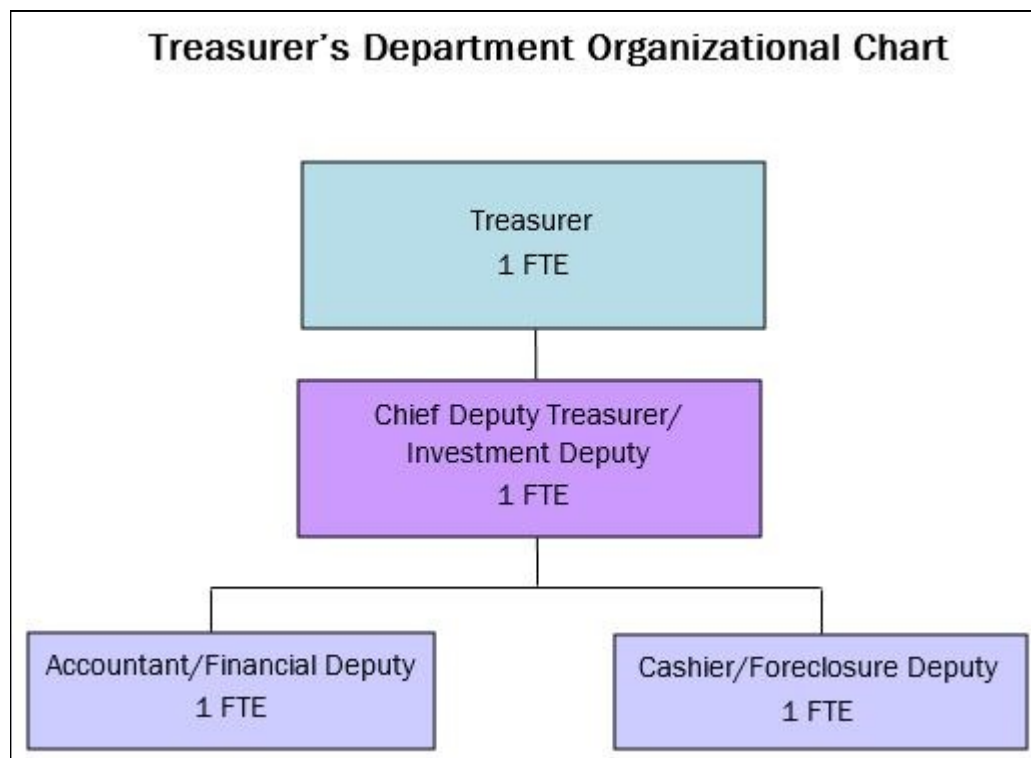 Treasurer's Department Organizational Chart
Treasurer
1 FTE
Chief Deputy Treasurer/
Investment Deputy
1 FTE
Accountant/Financial Deputy
1 FTE
Cashier/Foreclosure Deputy
1 FTE